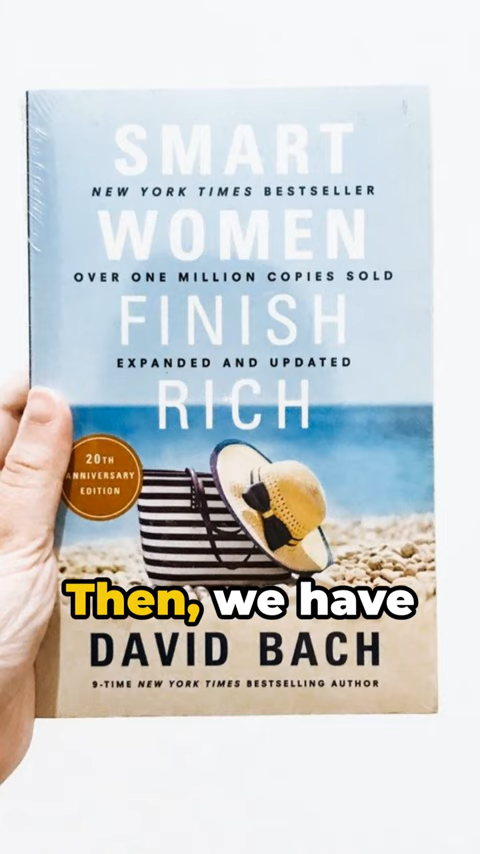 SMART
NEW YORK TIMES BESTSELLER
WOMEN
OVER ONE MILLION COPIES SOLD
FINISH
EXPANDED AND UPDATED
RICH
20TH
ANNIVERSARY
EDITION
Then, we have
DAVID BACH
9-TIME NEW YORK TIMES BESTSELLING AUTHOR